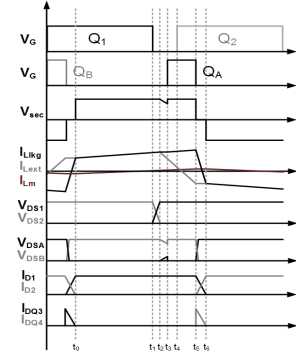 V_G Q_1 Q_2
V_G Q_B Q_A
V_sec
I_Llkg
I_Lext
I_Lm
V_DS1
V_DS2
V_DSA
V_DSB
I_D1
I_D2
I_DQ3
I_DQ4
t_0 t_1 t_2 t_3 t_4 t_5 t_6